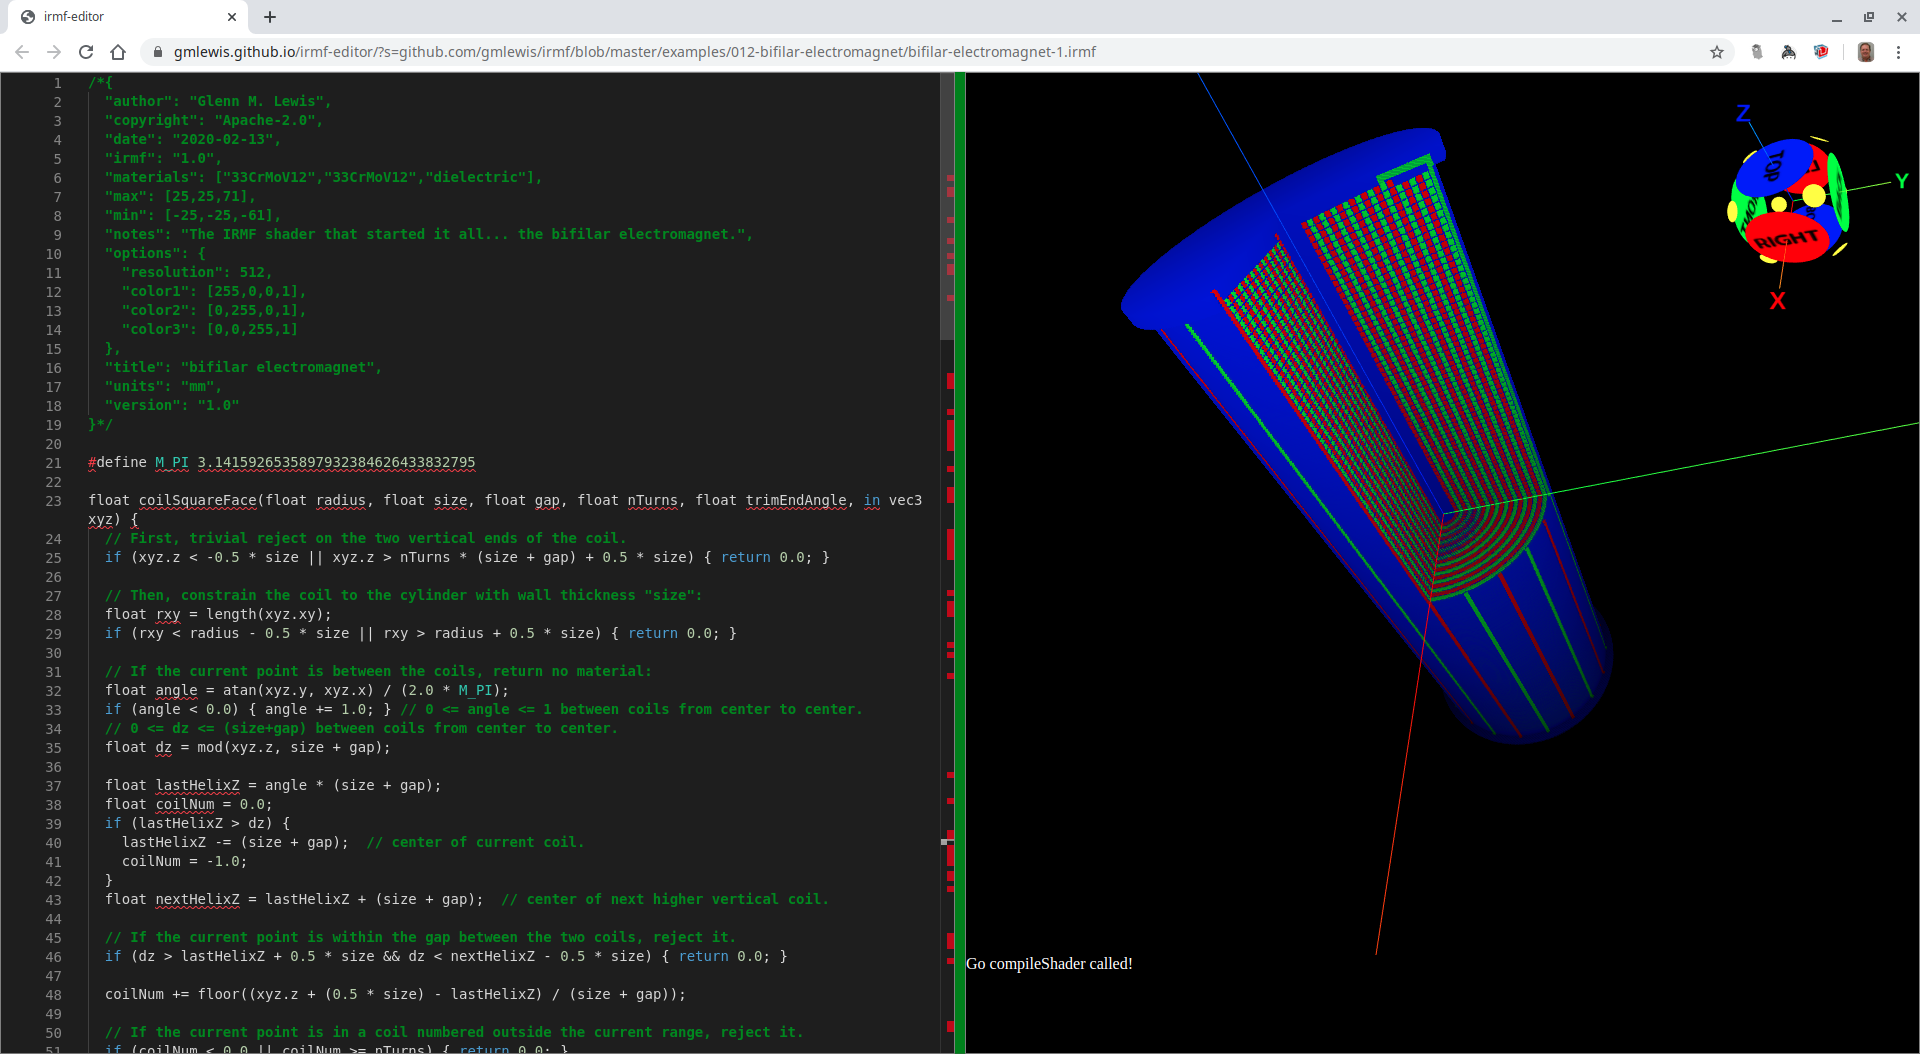 irmf-editor
gmlewis.github.io/irmf-editor/?s=github.com/gmlewis/irmf/blob/master/examples/012-bifilar-electromagnet/bifilar-electromagnet-1.irmf
1 /*{
2 "author": "Glenn M. Lewis",
3 "copyright": "Apache-2.0",
4 "date": "2020-02-13",
5 "irmf": "1.0",
6 "materials": ["33CrMoV12","33CrMoV12","dielectric"],
7 "max": [25,25,71],
8 "min": [-25,-25,-61],
9 "notes": "The IRMF shader that started it all... the bifilar electromagnet.",
10 "options": {
11 "resolution": 512,
12 "color1": [255,0,0,1],
13 "color2": [0,255,0,1],
14 "color3": [0,0,255,1]
15 },
16 "title": "bifilar electromagnet",
17 "units": "mm",
18 "version": "1.0"
19 }*/
20
21 #define M_PI 3.1415926535897932384626433832795
22
23 float coilSquareFace(float radius, float size, float gap, float nTurns, float trimEndAngle, in vec3
xyz) {
24 // First, trivial reject on the two vertical ends of the coil.
25 if (xyz.z < -0.5 * size || xyz.z > nTurns * (size + gap) + 0.5 * size) { return 0.0; }
26
27 // Then, constrain the coil to the cylinder with wall thickness "size":
28 float rxy = length(xyz.xy);
29 if (rxy < radius - 0.5 * size || rxy > radius + 0.5 * size) { return 0.0; }
30
31 // If the current point is between the coils, return no material:
32 float angle = atan(xyz.y, xyz.x) / (2.0 * M_PI);
33 if (angle < 0.0) { angle += 1.0; } // 0 <= angle <= 1 between coils from center to center.
34 // 0 <= dz <= (size+gap) between coils from center to center.
35 float dz = mod(xyz.z, size + gap);
36
37 float lastHelixZ = angle * (size + gap);
38 float coilNum = 0.0;
39 if (lastHelixZ > dz) {
40 lastHelixZ -= (size + gap);  // center of current coil.
41 coilNum = -1.0;
42 }
43 float nextHelixZ = lastHelixZ + (size + gap);  // center of next higher vertical coil.
44
45 // If the current point is within the gap between the two coils, reject it.
46 if (dz > lastHelixZ + 0.5 * size && dz < nextHelixZ - 0.5 * size) { return 0.0; }
47
48 coilNum += floor((xyz.z + (0.5 * size) - lastHelixZ) / (size + gap));
49
50 // If the current point is in a coil numbered outside the current range, reject it.
51 if (coilNum < 0.0 || coilNum >= nTurns) { return 0.0; }
Z
TOP
Y
RIGHT
X
Go compileShader called!